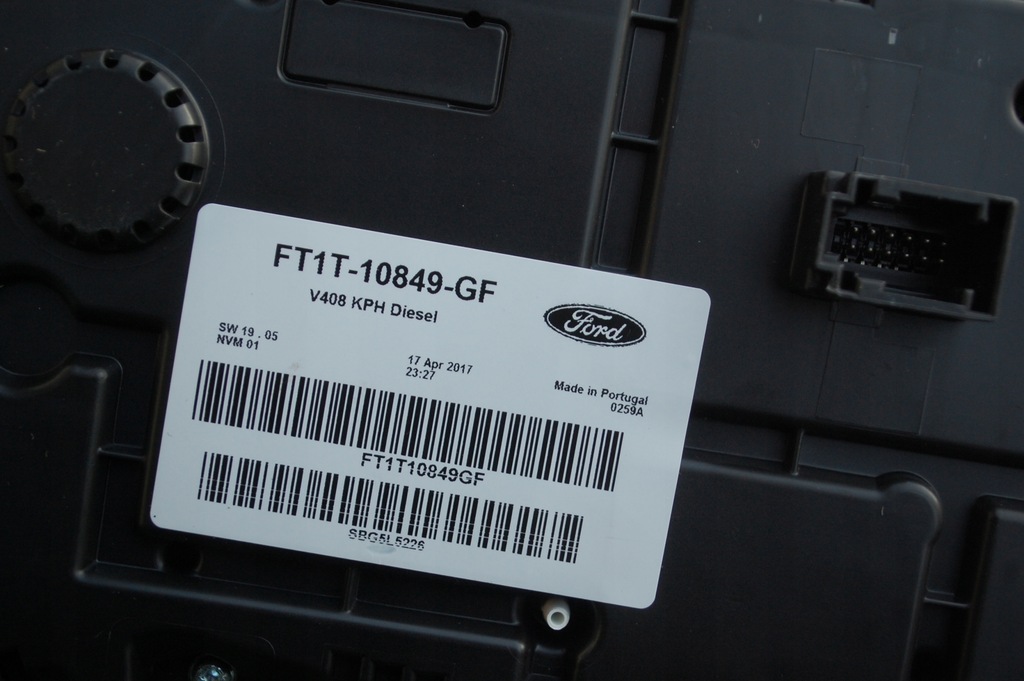 FT1T-10849-GF
V408 KPH Diesel
Ford
SW 19 . 05
NVM 01
17 Apr 2017
23:27
Made in Portugal
0259A
FT1T10849GF
SBG5L5226